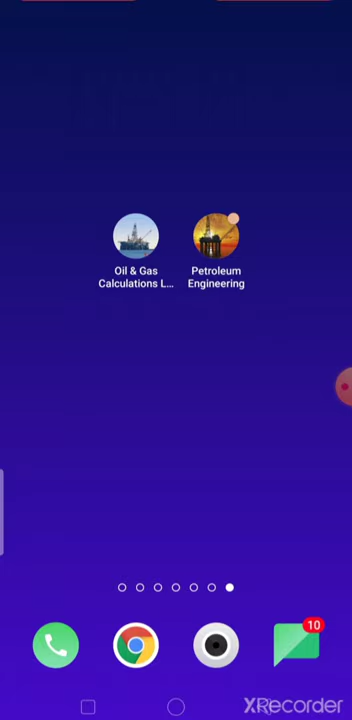 Oil & Gas
Calculations L...
Petroleum
Engineering
10
XRecorder